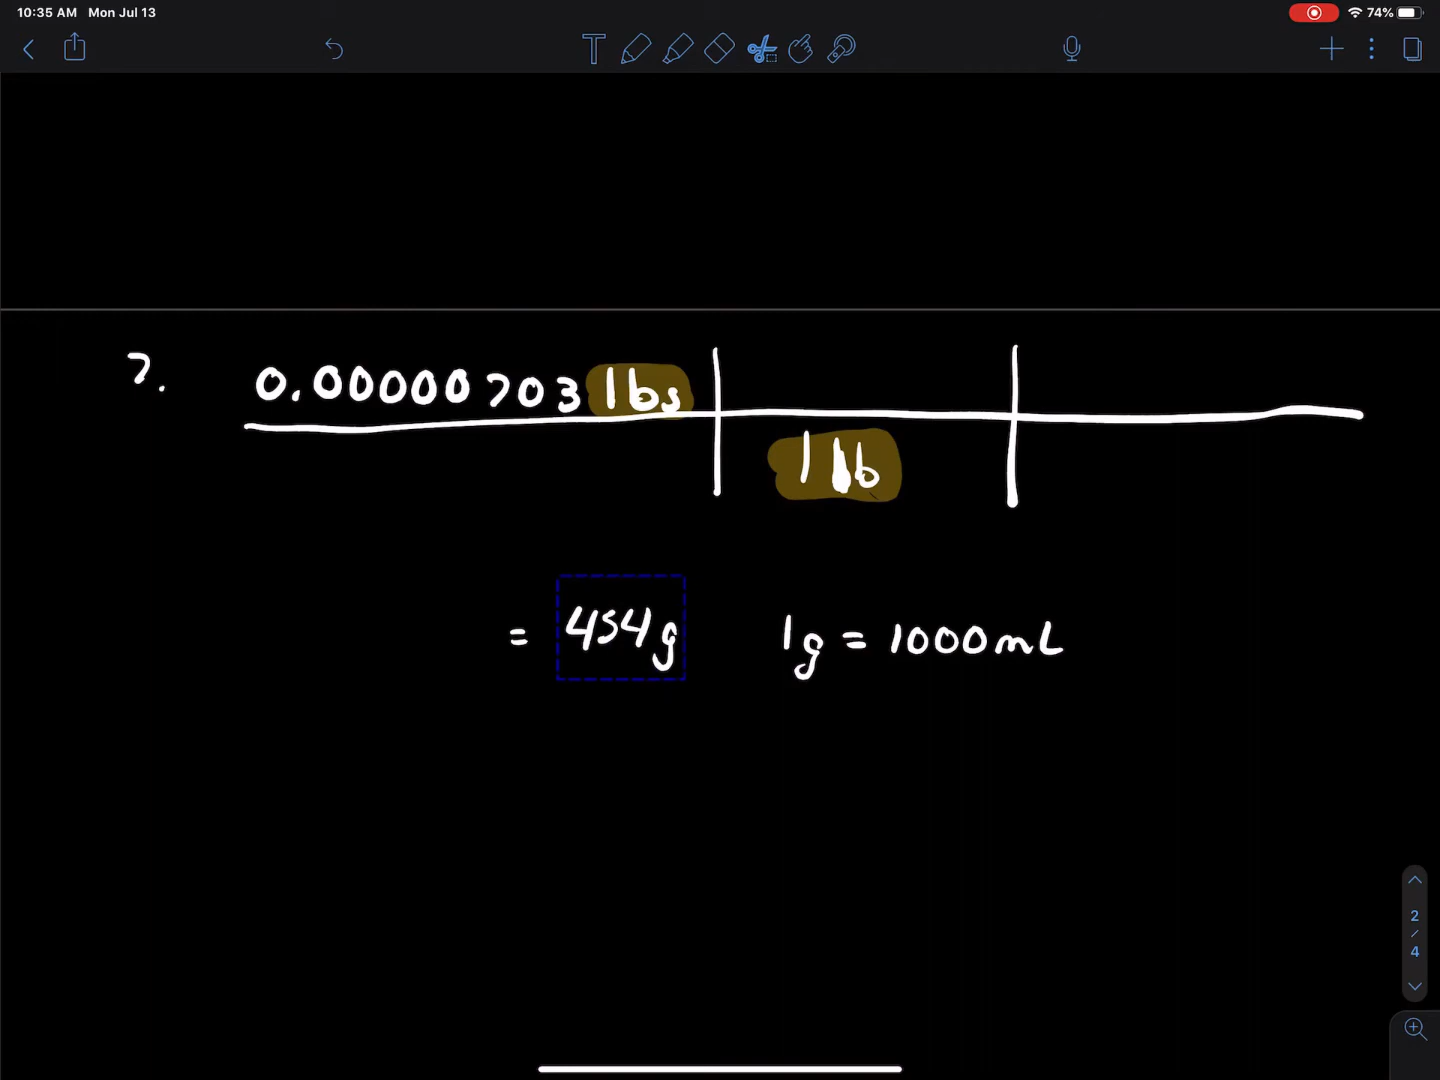 10:35 AM Mon Jul 13 74%
T
7. 0.00000703 lbs
1 lb
= 454g 1g = 1000mL
2
/
4